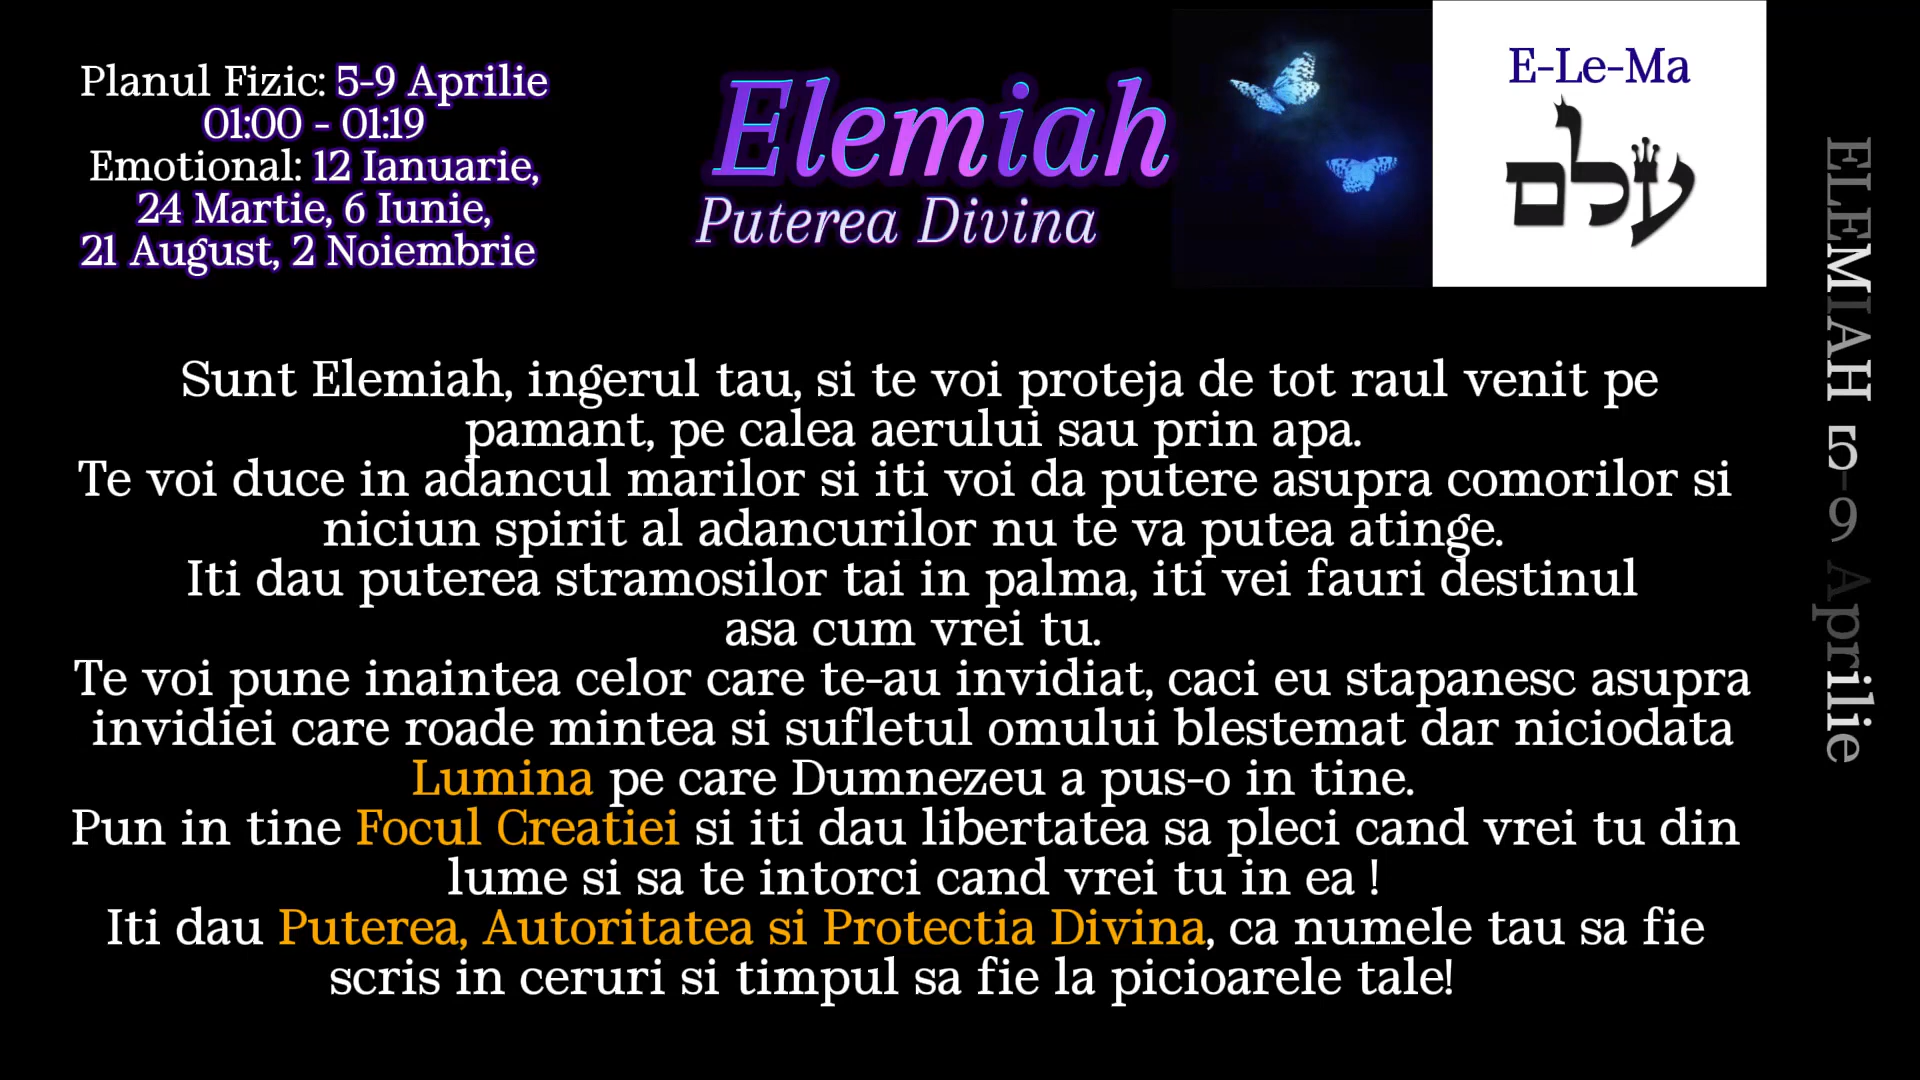 Planul Fizic: 5-9 Aprilie
01:00 - 01:19
Emotional: 12 Ianuarie,
24 Martie, 6 Iunie,
21 August, 2 Noiembrie
Elemiah
Puterea Divina
E-Le-Ma
עלם
Sunt Elemiah, ingerul tau, si te voi proteja de tot raul venit pe
pamant, pe calea aerului sau prin apa.
Te voi duce in adancul marilor si iti voi da putere asupra comorilor si
niciun spirit al adancurilor nu te va putea atinge.
Iti dau puterea stramosilor tai in palma, iti vei fauri destinul
asa cum vrei tu.
Te voi pune inaintea celor care te-au invidiat, caci eu stapanesc asupra
invidiei care roade mintea si sufletul omului blestemat dar niciodata
Lumina pe care Dumnezeu a pus-o in tine.
Pun in tine Focul Creatiei si iti dau libertatea sa pleci cand vrei tu din
lume si sa te intorci cand vrei tu in ea !
Iti dau Puterea, Autoritatea si Protectia Divina, ca numele tau sa fie
scris in ceruri si timpul sa fie la picioarele tale!
ELEMIAH 5-9 Aprilie